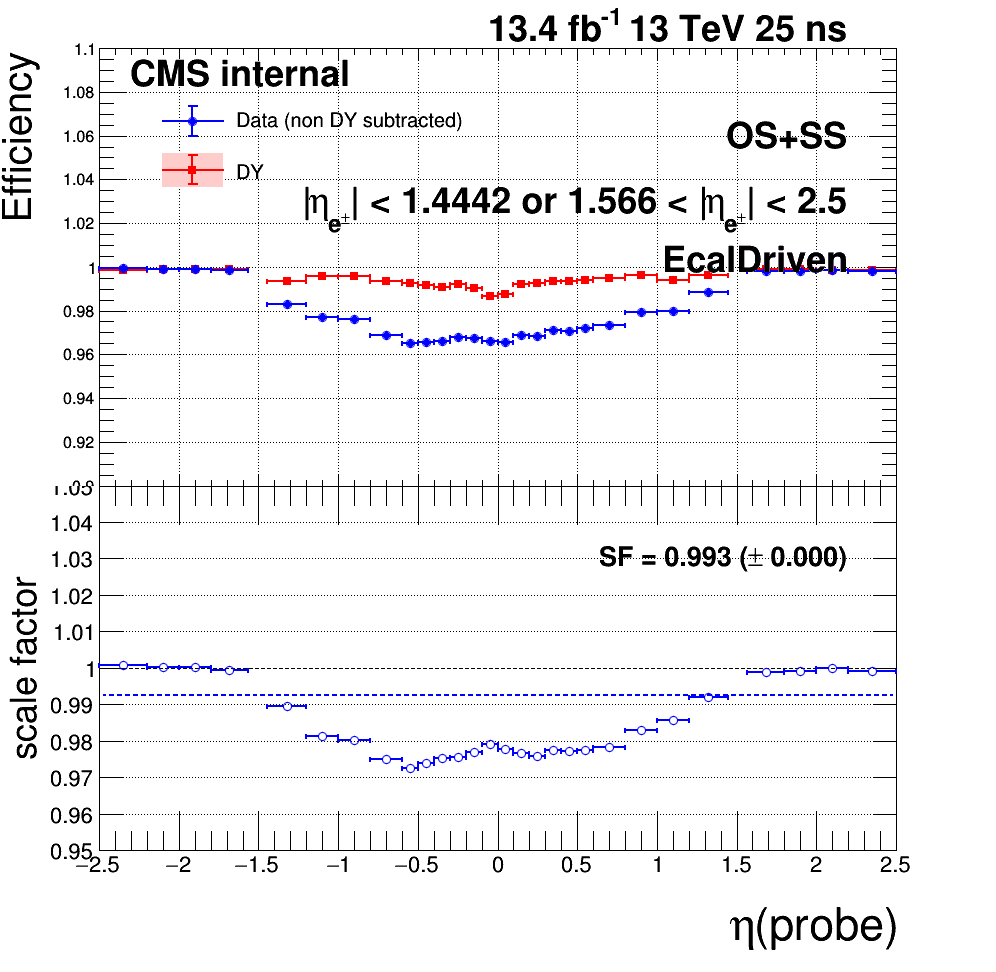 13.4 fb⁻¹ 13 TeV 25 ns
Efficiency
1.1
1.08
1.06
1.04
1.02
1
0.98
0.96
0.94
0.92
CMS internal
Data (non DY subtracted)
DY
OS+SS
|η_e±| < 1.4442 or 1.566 < |η_e±| < 2.5
EcalDriven
scale factor
1.04
1.03
1.02
1.01
1
0.99
0.98
0.97
0.96
0.95
SF = 0.993 (± 0.000)
−2.5 −2 −1.5 −1 −0.5 0 0.5 1 1.5 2 2.5
η(probe)